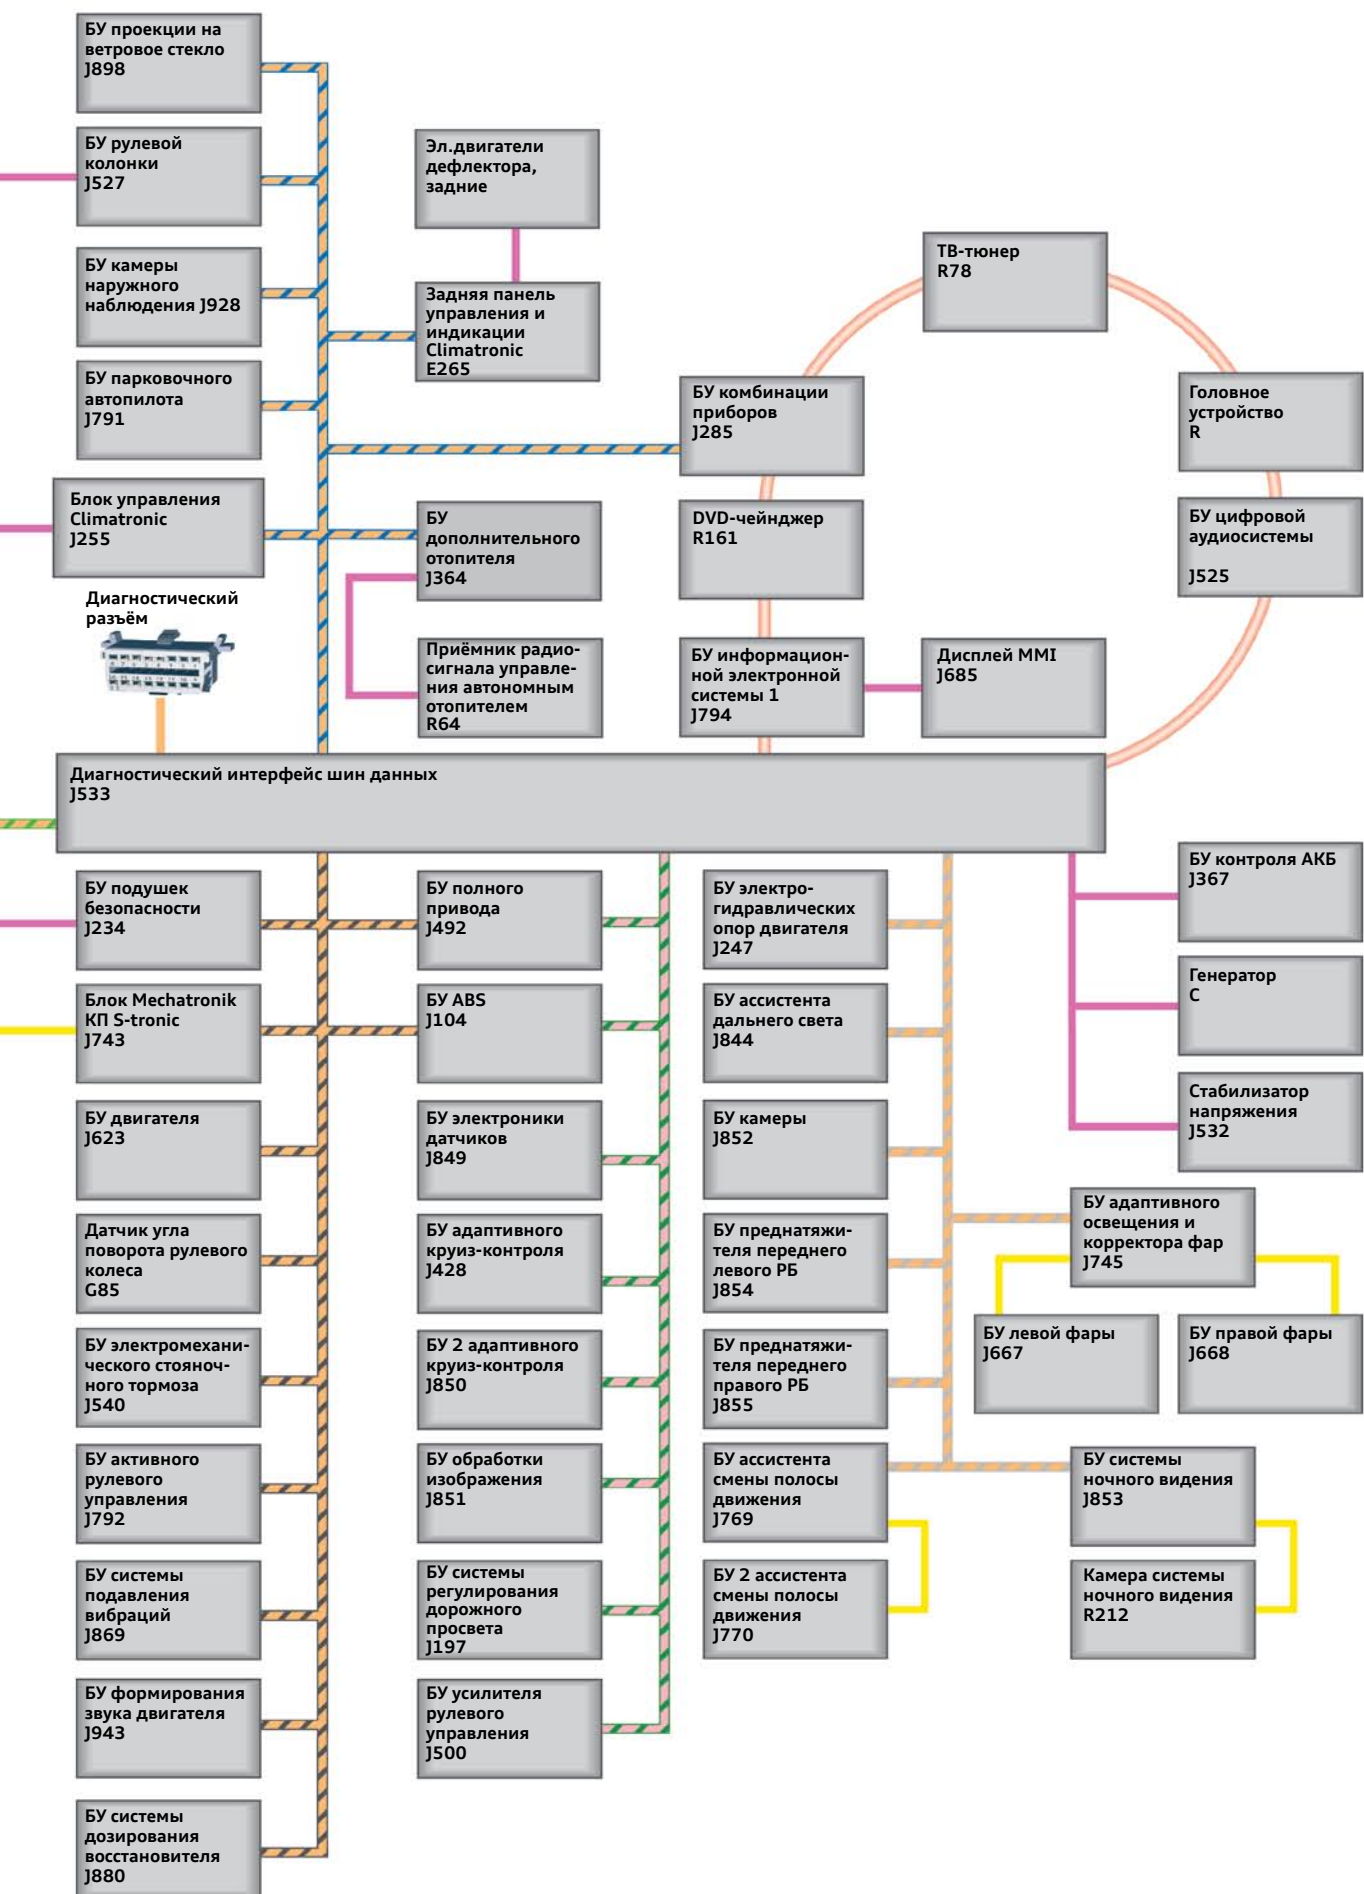 БУ проекции на
ветровое стекло
J898
БУ рулевой
колонки
J527
БУ камеры
наружного
наблюдения J928
БУ парковочного
автопилота
J791
Блок управления
Climatronic
J255
Диагностический
разъём
Эл.двигатели
дефлектора,
задние
Задняя панель
управления и
индикации
Climatronic
E265
БУ
дополнительного
отопителя
J364
Приёмник радио-
сигнала управле-
ния автономным
отопителем
R64
БУ комбинации
приборов
J285
DVD-чейнджер
R161
БУ информацион-
ной электронной
системы 1
J794
ТВ-тюнер
R78
Головное
устройство
R
БУ цифровой
аудиосистемы
J525
Дисплей MMI
J685
Диагностический интерфейс шин данных
J533
БУ подушек
безопасности
J234
Блок Mechatronik
КП S-tronic
J743
БУ двигателя
J623
Датчик угла
поворота рулевого
колеса
G85
БУ электромехани-
ческого стояноч-
ного тормоза
J540
БУ активного
рулевого
управления
J792
БУ системы
подавления
вибраций
J869
БУ формирования
звука двигателя
J943
БУ системы
дозирования
восстановителя
J880
БУ полного
привода
J492
БУ ABS
J104
БУ электроники
датчиков
J849
БУ адаптивного
круиз-контроля
J428
БУ 2 адаптивного
круиз-контроля
J850
БУ обработки
изображения
J851
БУ системы
регулирования
дорожного
просвета
J197
БУ усилителя
рулевого
управления
J500
БУ электро-
гидравлических
опор двигателя
J247
БУ ассистента
дальнего света
J844
БУ камеры
J852
БУ преднатяжи-
теля переднего
левого РБ
J854
БУ преднатяжи-
теля переднего
правого РБ
J855
БУ ассистента
смены полосы
движения
J769
БУ 2 ассистента
смены полосы
движения
J770
БУ контроля АКБ
J367
Генератор
C
Стабилизатор
напряжения
J532
БУ адаптивного
освещения и
корректора фар
J745
БУ левой фары
J667
БУ правой фары
J668
БУ системы
ночного видения
J853
Камера системы
ночного видения
R212